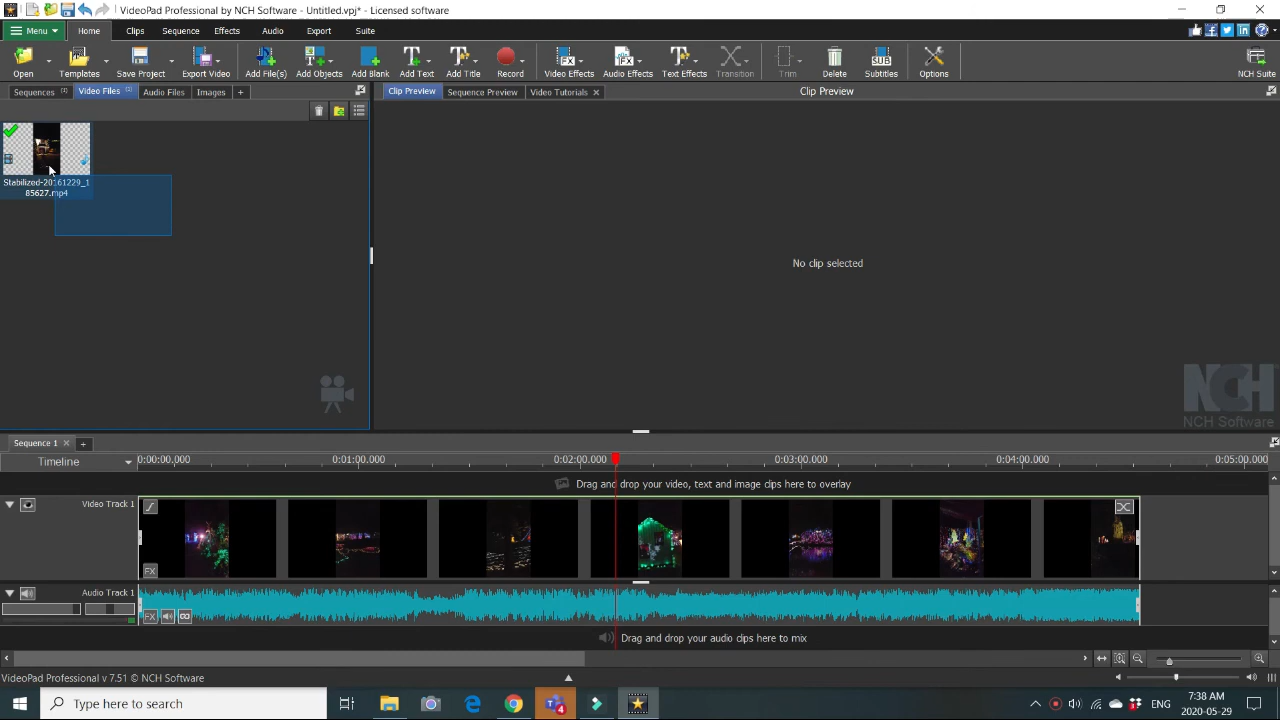 VideoPad Professional by NCH Software - Untitled.vpj* - Licensed software
Menu Home Clips Sequence Effects Audio Export Suite
Open Templates Save Project Export Video Add File(s) Add Objects Add Blank Add Text Add Title Record Video Effects Audio Effects Text Effects Transition Trim Delete Subtitles Options NCH Suite
Sequences (1) Video Files (1) Audio Files Images + Clip Preview Sequence Preview Video Tutorials Clip Preview
Stabilized-20161229_1
85627.mp4
No clip selected
NCH
NCH Software
Sequence 1
Timeline 0:00:00.000 0:01:00.000 0:02:00.000 0:03:00.000 0:04:00.000 0:05:00.000
Drag and drop your video, text and image clips here to overlay
Video Track 1
FX
Audio Track 1
FX
Drag and drop your audio clips here to mix
VideoPad Professional v 7.51 © NCH Software
Type here to search 4 ENG 7:38 AM
2020-05-29